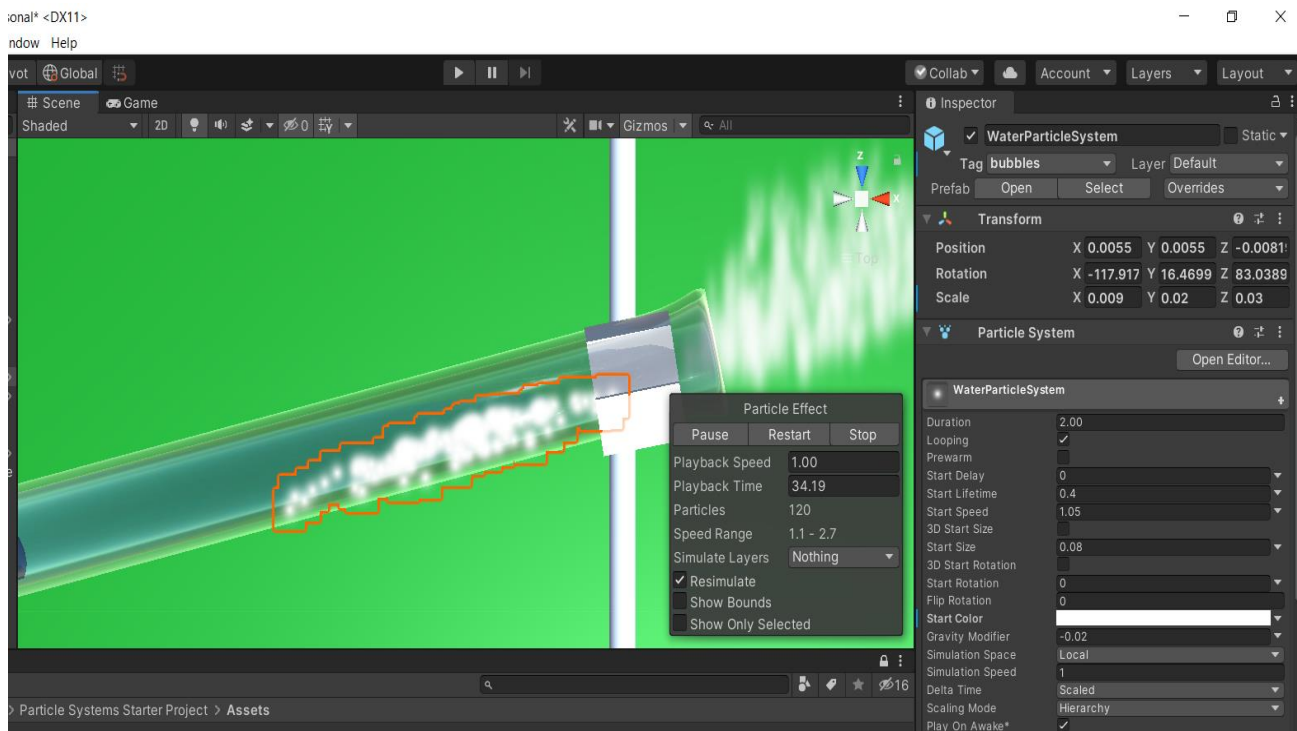 sonal* <DX11>
ndow Help
vot Global
Collab Account Layers Layout
# Scene Game
Shaded 2D 0 Gizmos All
z
x
Top
Particle Effect
Pause Restart Stop
Playback Speed 1.00
Playback Time 34.19
Particles 120
Speed Range 1.1 - 2.7
Simulate Layers Nothing
Resimulate
Show Bounds
Show Only Selected
16
> Particle Systems Starter Project > Assets
Inspector
WaterParticleSystem Static
Tag bubbles Layer Default
Prefab Open Select Overrides
Transform
Position X 0.0055 Y 0.0055 Z -0.0081
Rotation X -117.917 Y 16.4699 Z 83.0389
Scale X 0.009 Y 0.02 Z 0.03
Particle System
Open Editor...
WaterParticleSystem
Duration 2.00
Looping
Prewarm
Start Delay 0
Start Lifetime 0.4
Start Speed 1.05
3D Start Size
Start Size 0.08
3D Start Rotation
Start Rotation 0
Flip Rotation 0
Start Color
Gravity Modifier -0.02
Simulation Space Local
Simulation Speed 1
Delta Time Scaled
Scaling Mode Hierarchy
Play On Awake*